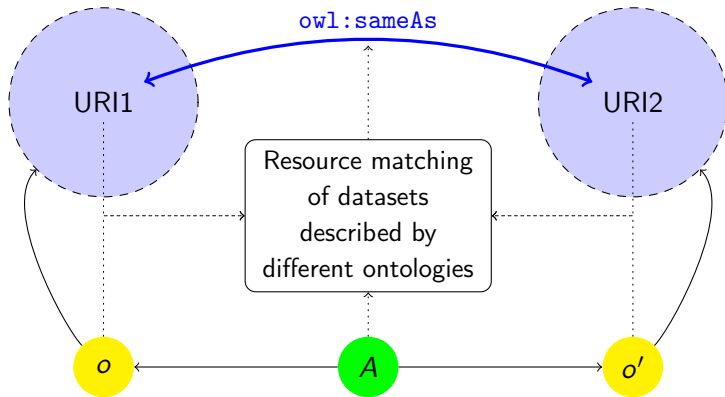 owl:sameAs
URI1
URI2
Resource matching
of datasets
described by
different ontologies
o
A
o′